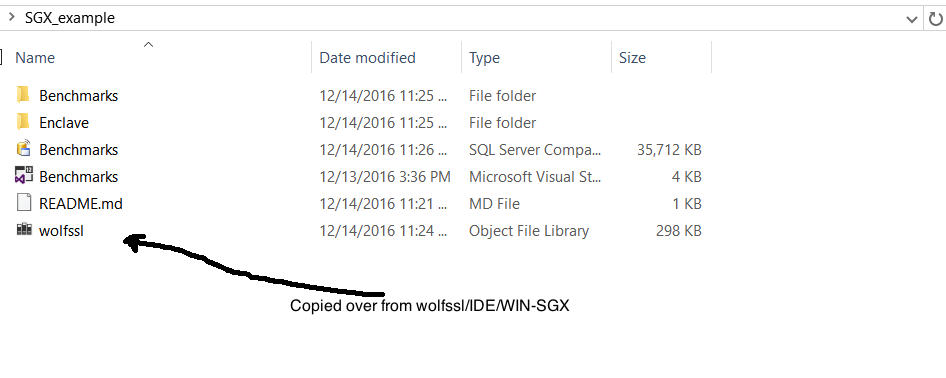 SGX_example
Name Date modified Type Size
Benchmarks 12/14/2016 11:25 ... File folder
Enclave 12/14/2016 11:25 ... File folder
Benchmarks 12/14/2016 11:26 ... SQL Server Compa... 35,712 KB
Benchmarks 12/13/2016 3:36 PM Microsoft Visual St... 4 KB
README.md 12/14/2016 11:21 ... MD File 1 KB
wolfssl 12/14/2016 11:24 ... Object File Library 298 KB
Copied over from wolfssl/IDE/WIN-SGX